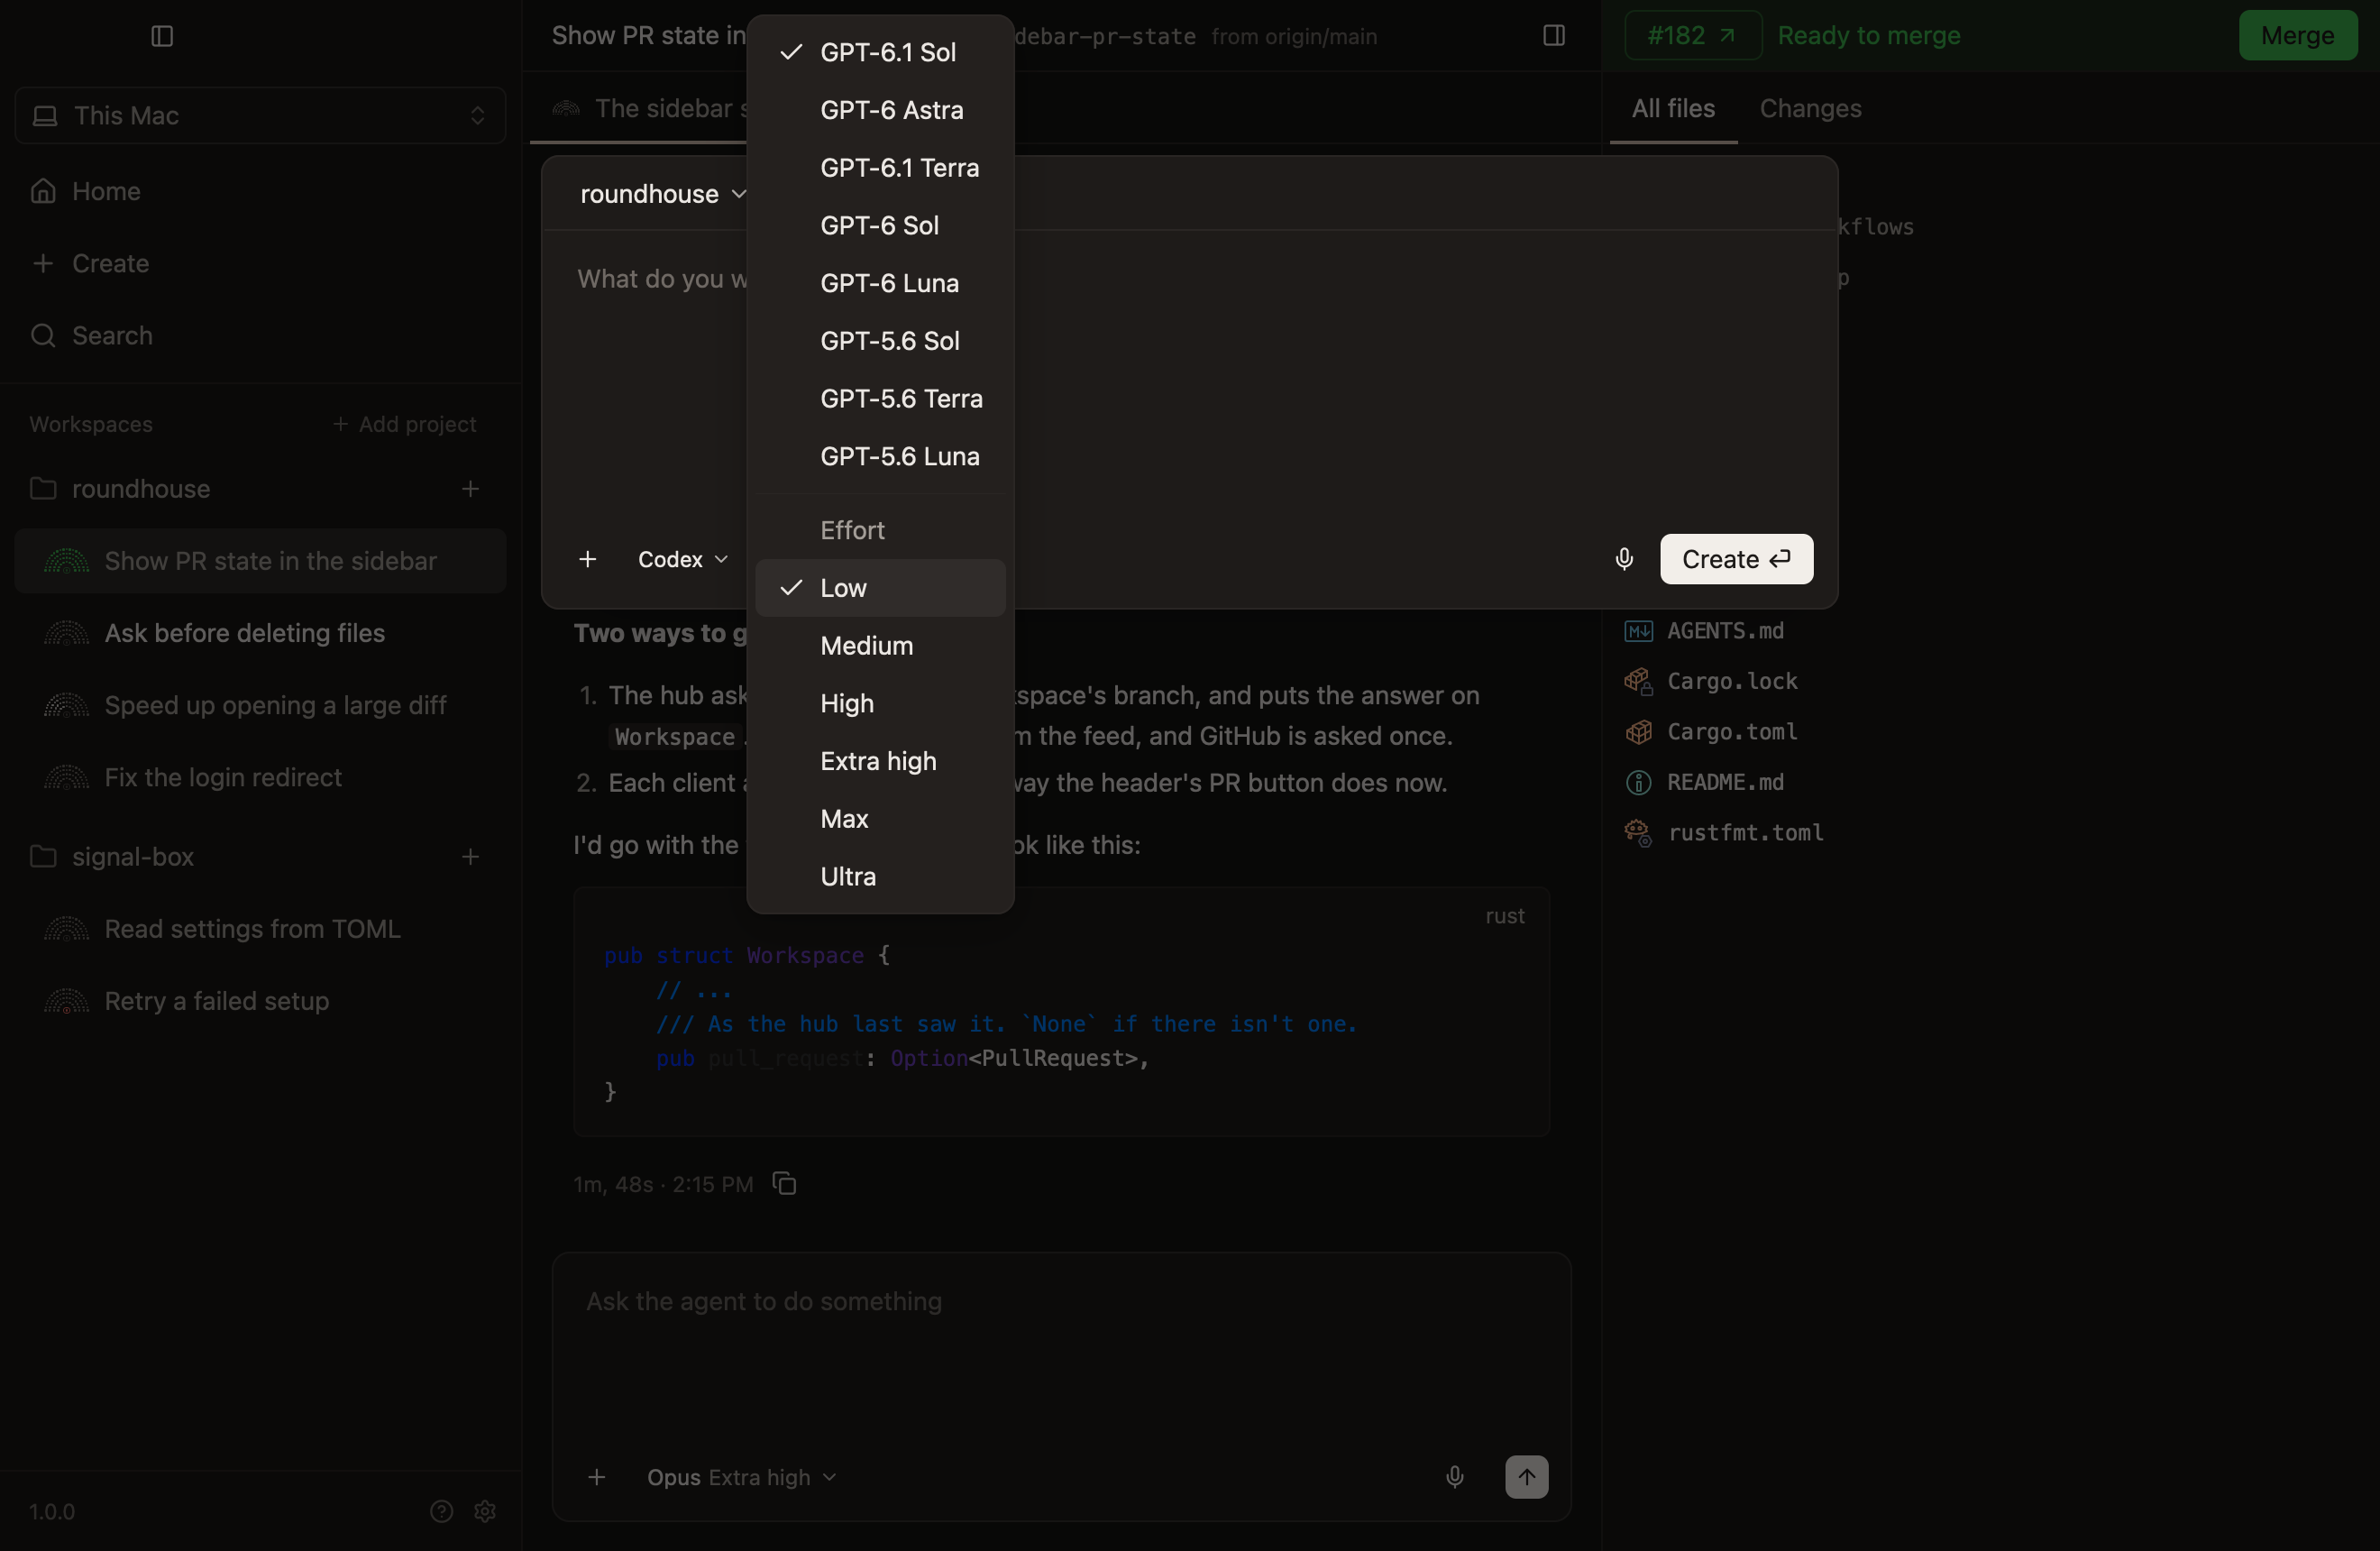 This Mac
Home
Create
Search
Workspaces
Add project
roundhouse
Show PR state in the sidebar
Ask before deleting files
Speed up opening a large diff
Fix the login redirect
signal-box
Read settings from TOML
Retry a failed setup
1.0.0
Show PR state in
debar-pr-state from origin/main
The sidebar s
roundhouse
What do you w
Codex
Create
GPT-6.1 Sol
GPT-6 Astra
GPT-6.1 Terra
GPT-6 Sol
GPT-6 Luna
GPT-5.6 Sol
GPT-5.6 Terra
GPT-5.6 Luna
Effort
Low
Medium
High
Extra high
Max
Ultra
Two ways to g
1. The hub ask kspace's branch, and puts the answer on
Workspace. m the feed, and GitHub is asked once.
2. Each client a way the header's PR button does now.
I'd go with the ok like this:
rust
pub struct Workspace {
// ...
/// As the hub last saw it. `None` if there isn't one.
pub pull_request: Option<PullRequest>,
}
1m, 48s · 2:15 PM
Ask the agent to do something
Opus Extra high
#182 Ready to merge
Merge
All files Changes
kflows
p
AGENTS.md
Cargo.lock
Cargo.toml
README.md
rustfmt.toml